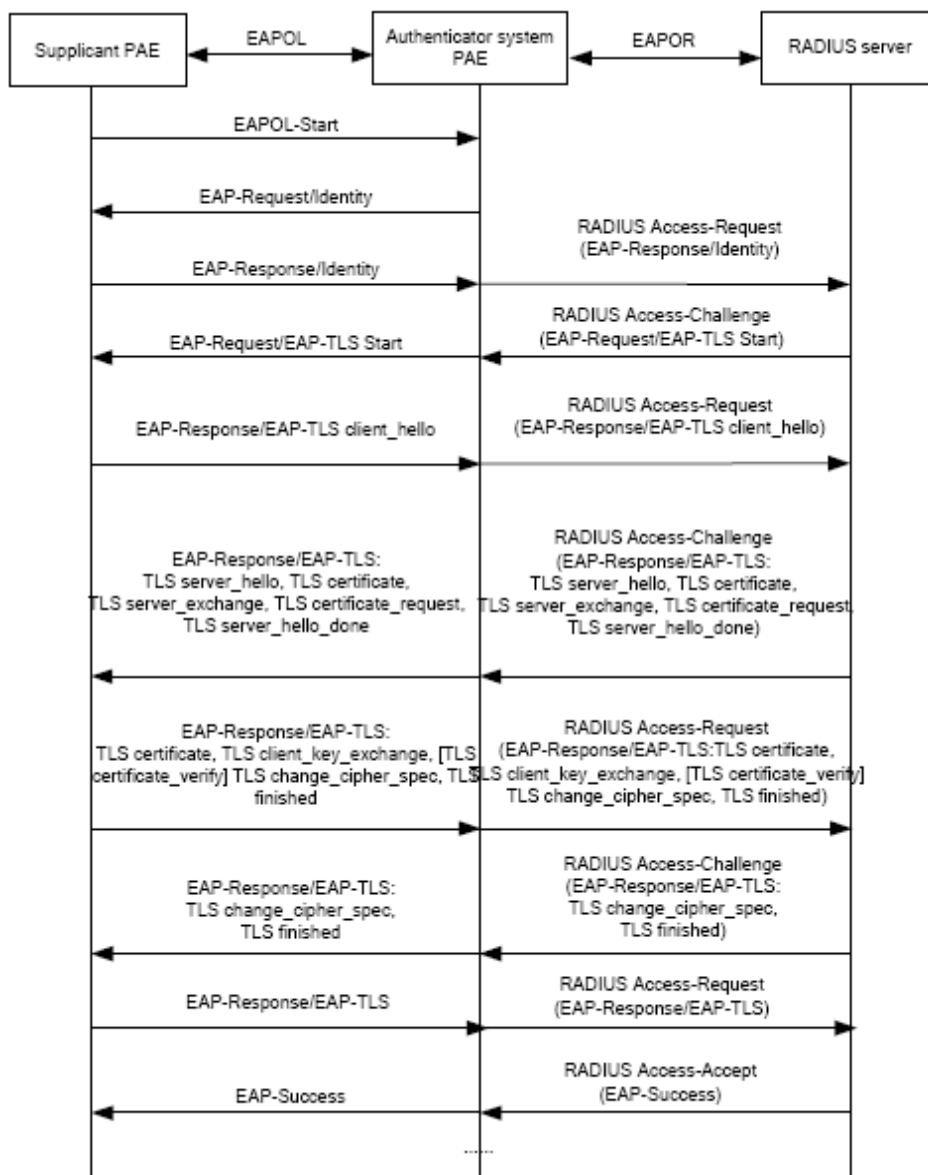 Supplicant PAE
EAPOL
Authenticator system
PAE
EAPOR
RADIUS server
EAPOL-Start
EAP-Request/Identity
RADIUS Access-Request
(EAP-Response/Identity)
EAP-Response/Identity
RADIUS Access-Challenge
(EAP-Request/EAP-TLS Start)
EAP-Request/EAP-TLS Start
RADIUS Access-Request
(EAP-Response/EAP-TLS client_hello)
EAP-Response/EAP-TLS client_hello
EAP-Response/EAP-TLS:
TLS server_hello, TLS certificate,
TLS server_exchange, TLS certificate_request,
TLS server_hello_done
RADIUS Access-Challenge
(EAP-Response/EAP-TLS:
TLS server_hello, TLS certificate,
TLS server_exchange, TLS certificate_request,
TLS server_hello_done)
EAP-Response/EAP-TLS:
TLS certificate, TLS client_key_exchange, [TLS
certificate_verify] TLS change_cipher_spec, TLS
finished
RADIUS Access-Request
(EAP-Response/EAP-TLS:TLS certificate,
TLS client_key_exchange, [TLS certificate_verify]
TLS change_cipher_spec, TLS finished)
EAP-Response/EAP-TLS:
TLS change_cipher_spec,
TLS finished
RADIUS Access-Challenge
(EAP-Response/EAP-TLS:
TLS change_cipher_spec,
TLS finished)
EAP-Response/EAP-TLS
RADIUS Access-Request
(EAP-Response/EAP-TLS)
EAP-Success
RADIUS Access-Accept
(EAP-Success)
......